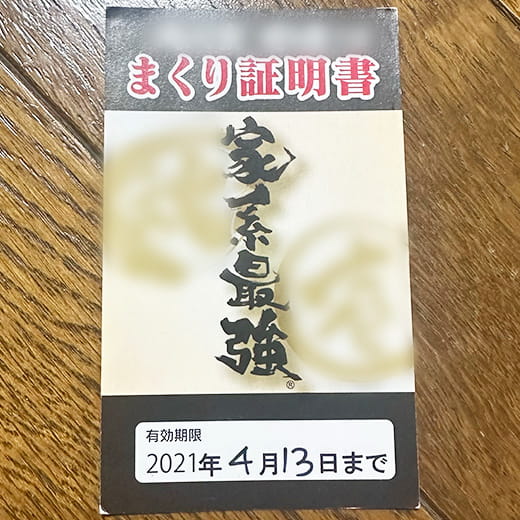 まくり証明書
家系最強
®
有効期限
2021年4月13日まで